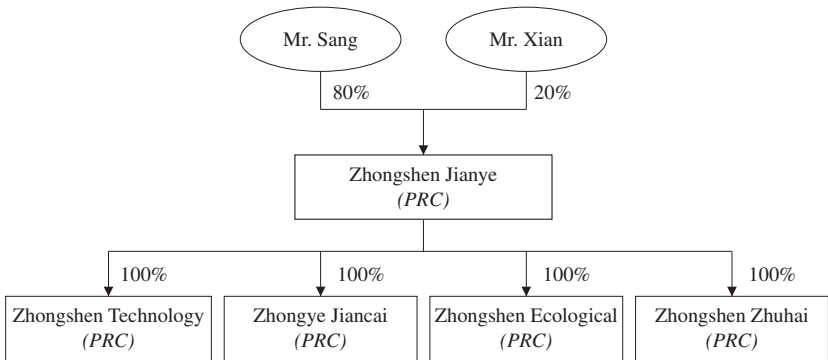 Mr. Sang
Mr. Xian
80%
20%
Zhongshen Jianye
(PRC)
100%
100%
100%
100%
Zhongshen Technology
(PRC)
Zhongye Jiancai
(PRC)
Zhongshen Ecological
(PRC)
Zhongshen Zhuhai
(PRC)